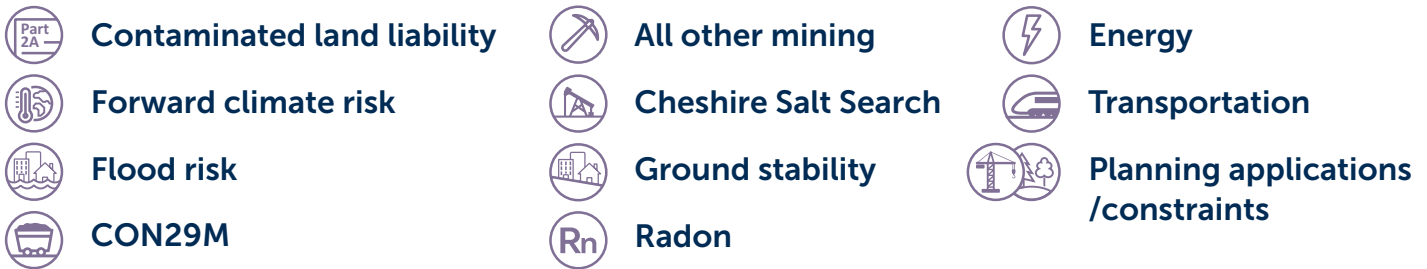 Part
2A
Contaminated land liability
Forward climate risk
Flood risk
CON29M
All other mining
Cheshire Salt Search
Ground stability
Rn
Radon
Energy
Transportation
Planning applications
/constraints